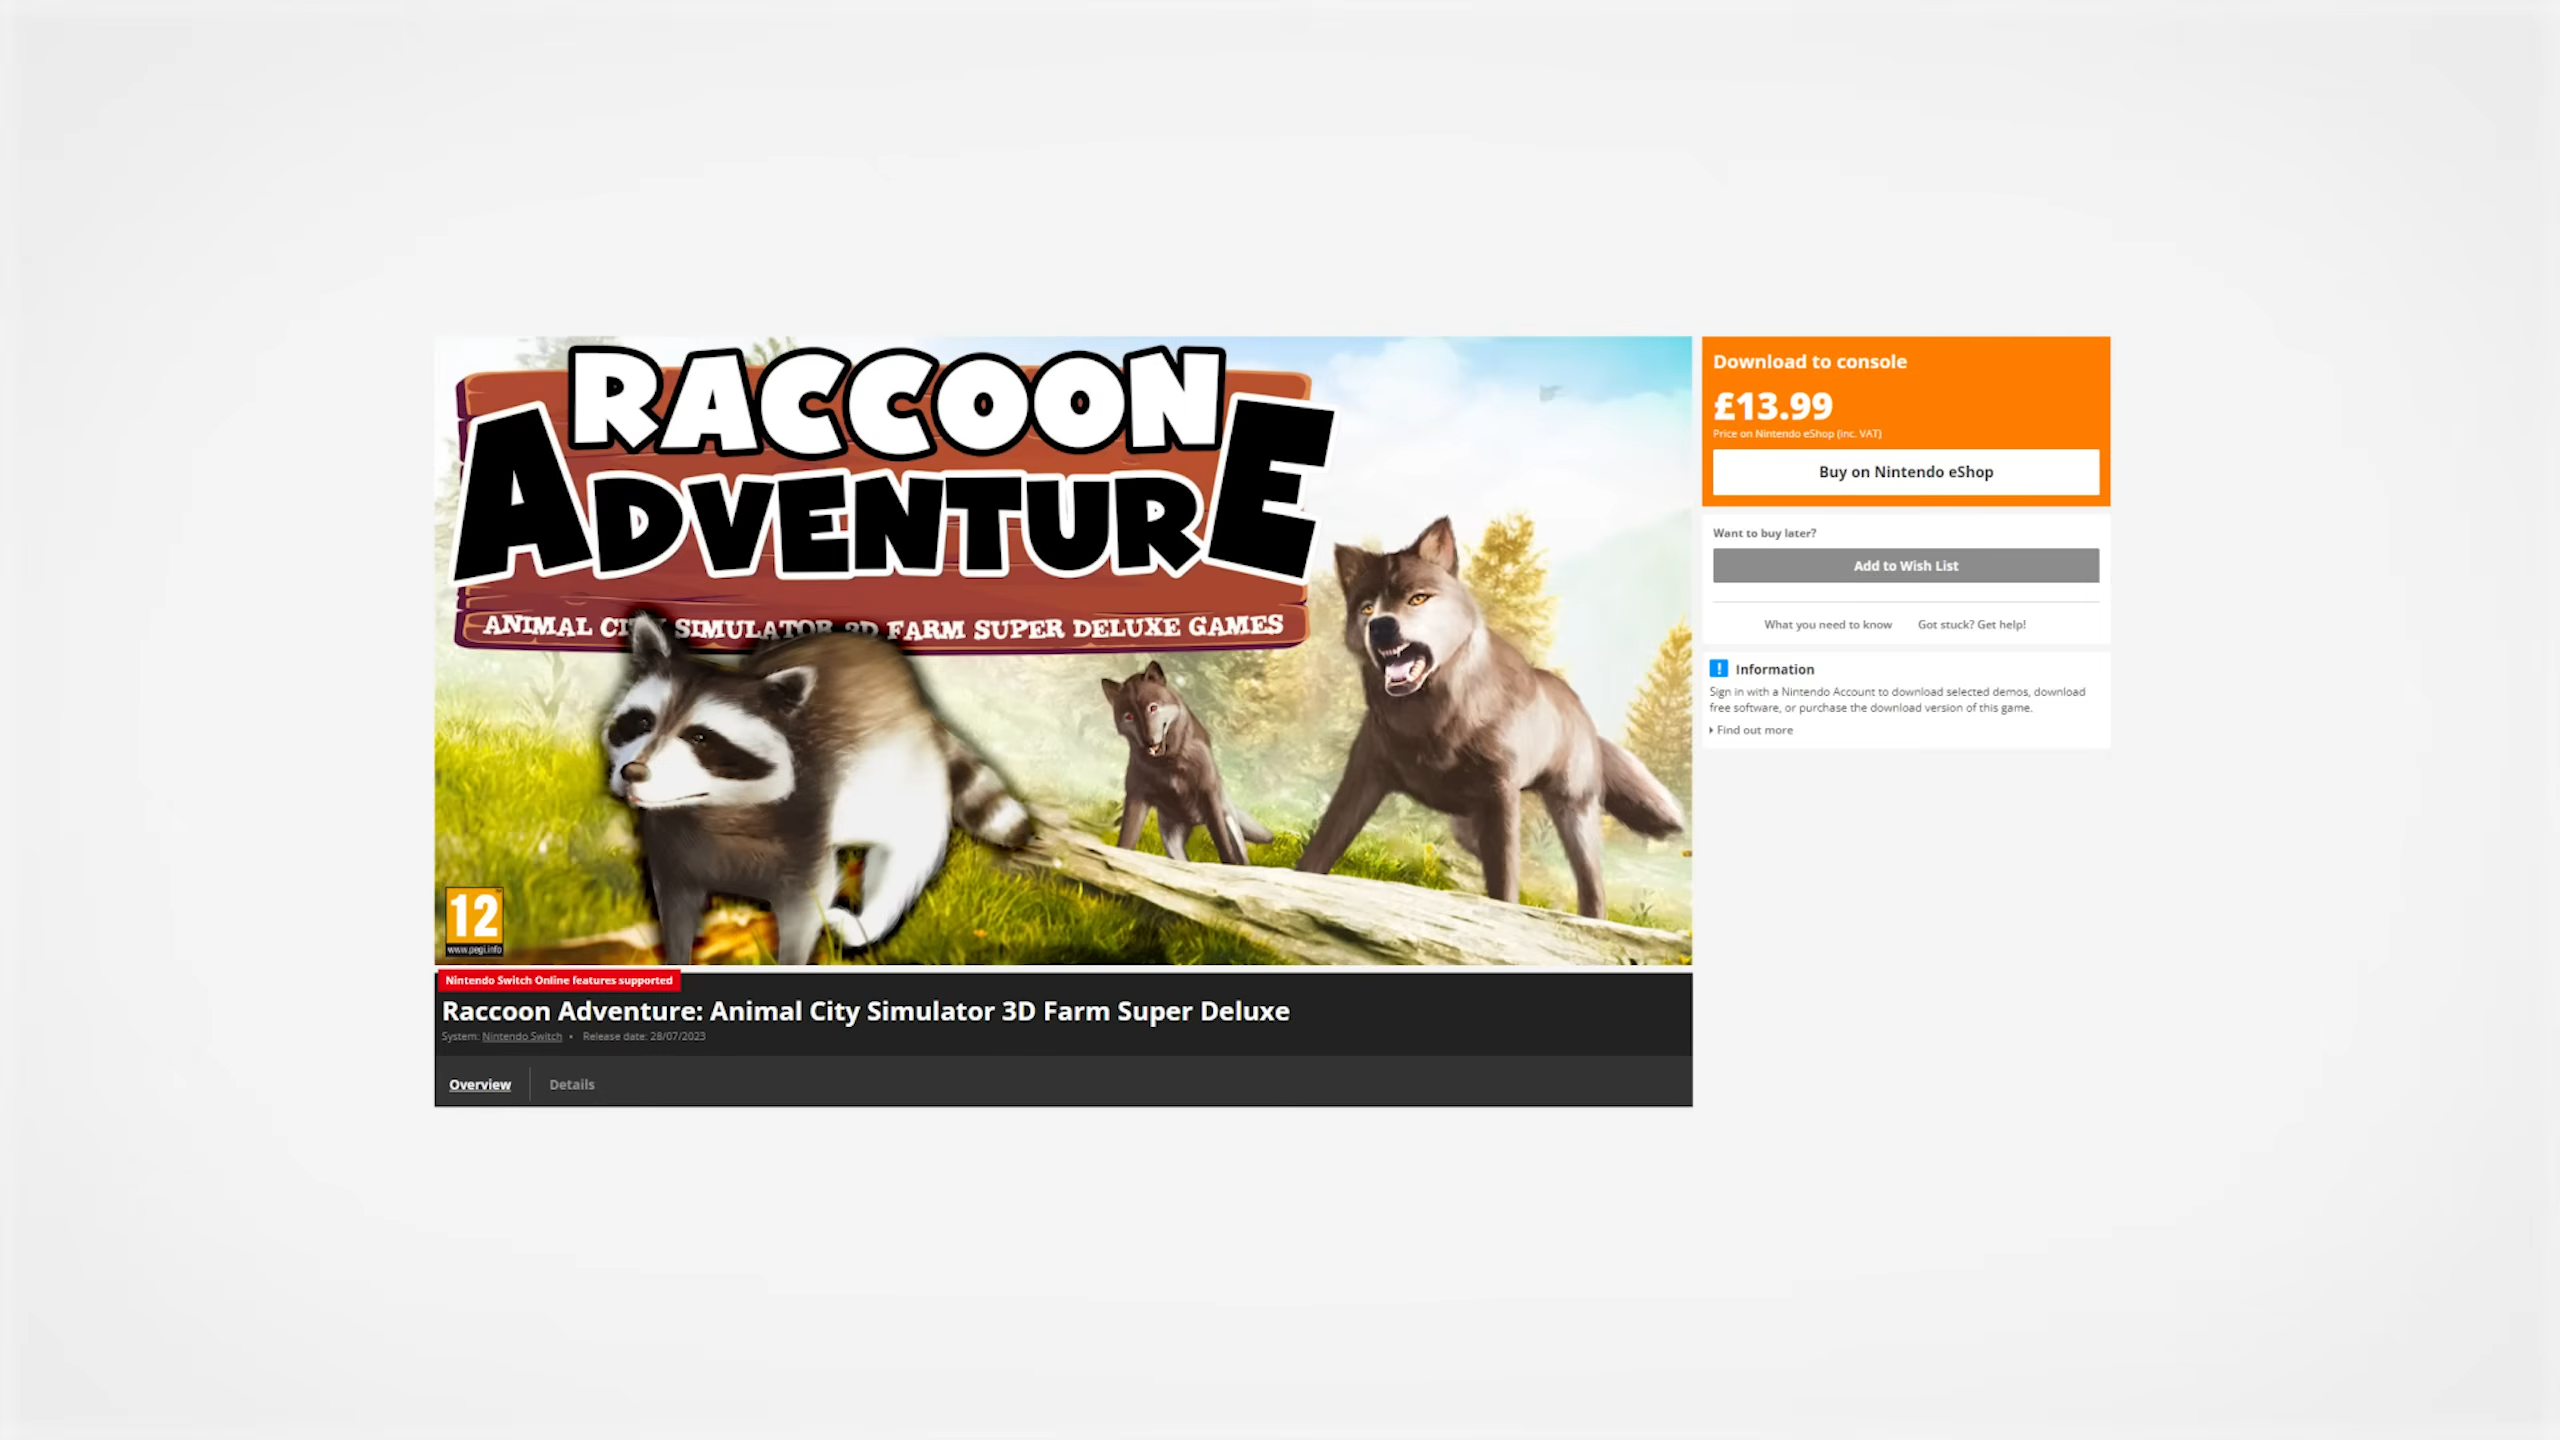 RACCOON
ADVENTURE
ANIMAL CITY SIMULATOR 3D FARM SUPER DELUXE GAMES
12
www.pegi.info
Nintendo Switch Online features supported
Raccoon Adventure: Animal City Simulator 3D Farm Super Deluxe
System: Nintendo Switch • Release date: 28/07/2023
Overview
Details
Download to console
£13.99
Price on Nintendo eShop (inc. VAT)
Buy on Nintendo eShop
Want to buy later?
Add to Wish List
What you need to know
Got stuck? Get help!
! Information
Sign in with a Nintendo Account to download selected demos, download
free software, or purchase the download version of this game.
Find out more